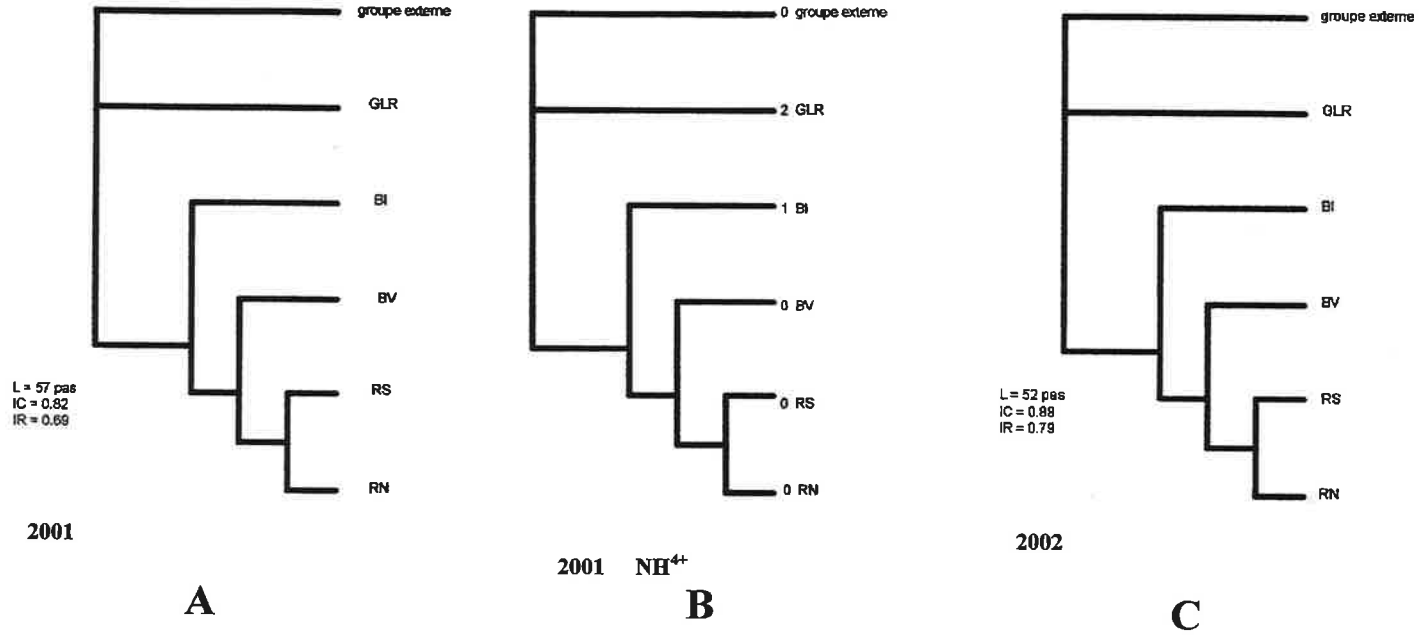 groupe externe
GLR
BI
BV
RS
RN
L = 57 pas
IC = 0.82
IR = 0.69
2001
A
0 groupe externe
2 GLR
1 BI
0 BV
0 RS
0 RN
2001 NH⁴⁺
B
groupe externe
GLR
BI
BV
RS
RN
L = 52 pas
IC = 0.88
IR = 0.79
2002
C